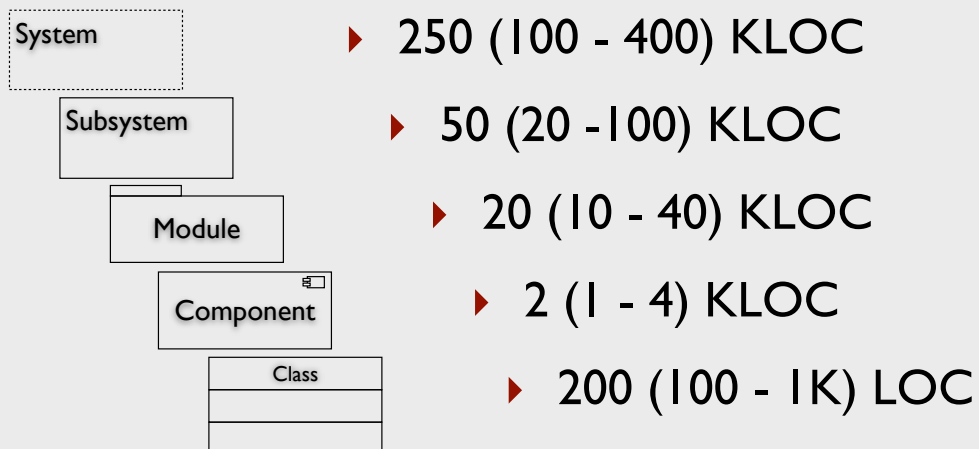 System
250 (100 - 400) KLOC
Subsystem
50 (20 -100) KLOC
Module
20 (10 - 40) KLOC
Component
2 (1 - 4) KLOC
Class
200 (100 - 1K) LOC